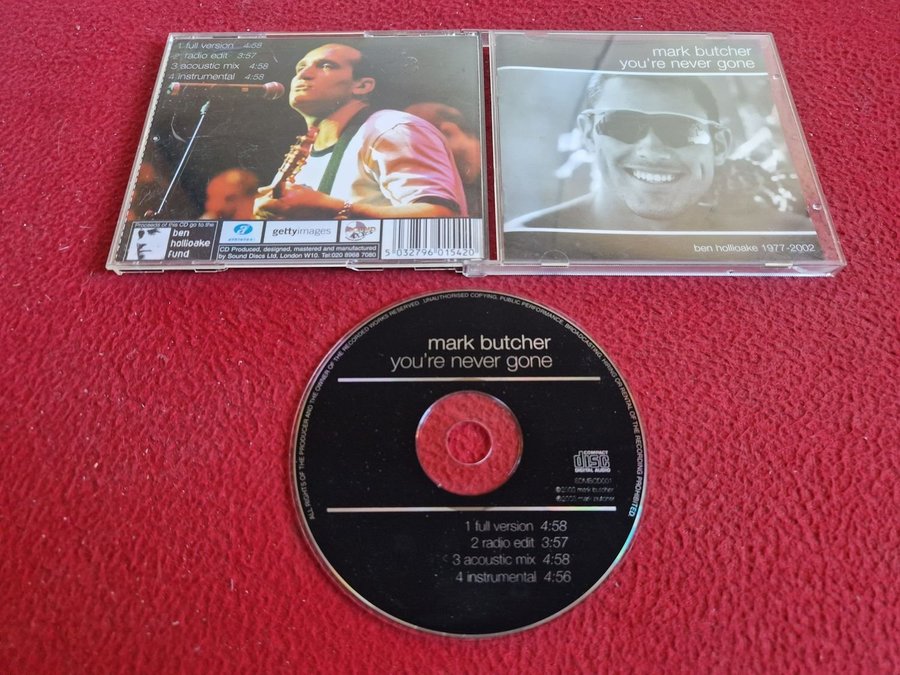 1 full version 4:58
2 radio edit 3:57
3 acoustic mix 4:58
4 instrumental 4:58
Proceeds of this CD go to the
ben
hollioake
fund
gettyimages
CD Produced, designed, mastered and manufactured
by Sound Discs Ltd. London W10. Tel:020 8968 7080
5 032796 015420
mark butcher
you're never gone
ben hollioake 1977-2002
ALL RIGHTS OF THE PRODUCER AND THE OWNER OF THE RECORDED WORKS RESERVED. UNAUTHORISED COPYING, PUBLIC PERFORMANCE, BROADCASTING, HIRING OR RENTAL OF THE RECORDING PROHIBITED
mark butcher
you're never gone
COMPACT
disc
DIGITAL AUDIO
mark butcher
mark butcher
1 full version 4:58
2 radio edit 3:57
3 acoustic mix 4:58
4 instrumental 4:56